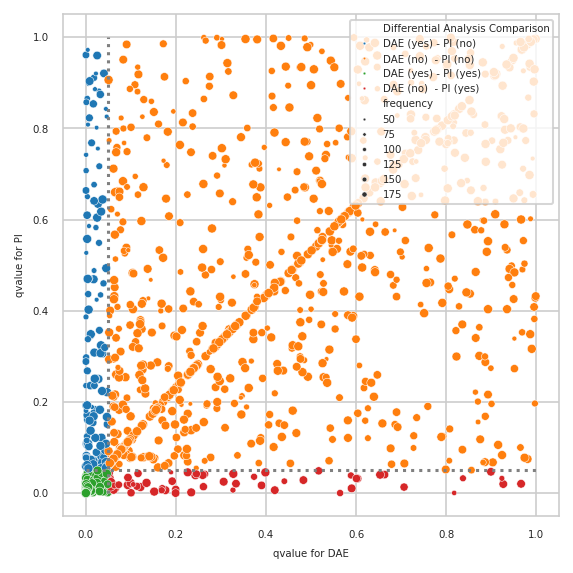 Differential Analysis Comparison
DAE (yes) - PI (no)
DAE (no)  - PI (no)
DAE (yes) - PI (yes)
DAE (no)  - PI (yes)
frequency
50
75
100
125
150
175
1.0
0.8
0.6
0.4
0.2
0.0
qvalue for PI
0.0 0.2 0.4 0.6 0.8 1.0
qvalue for DAE